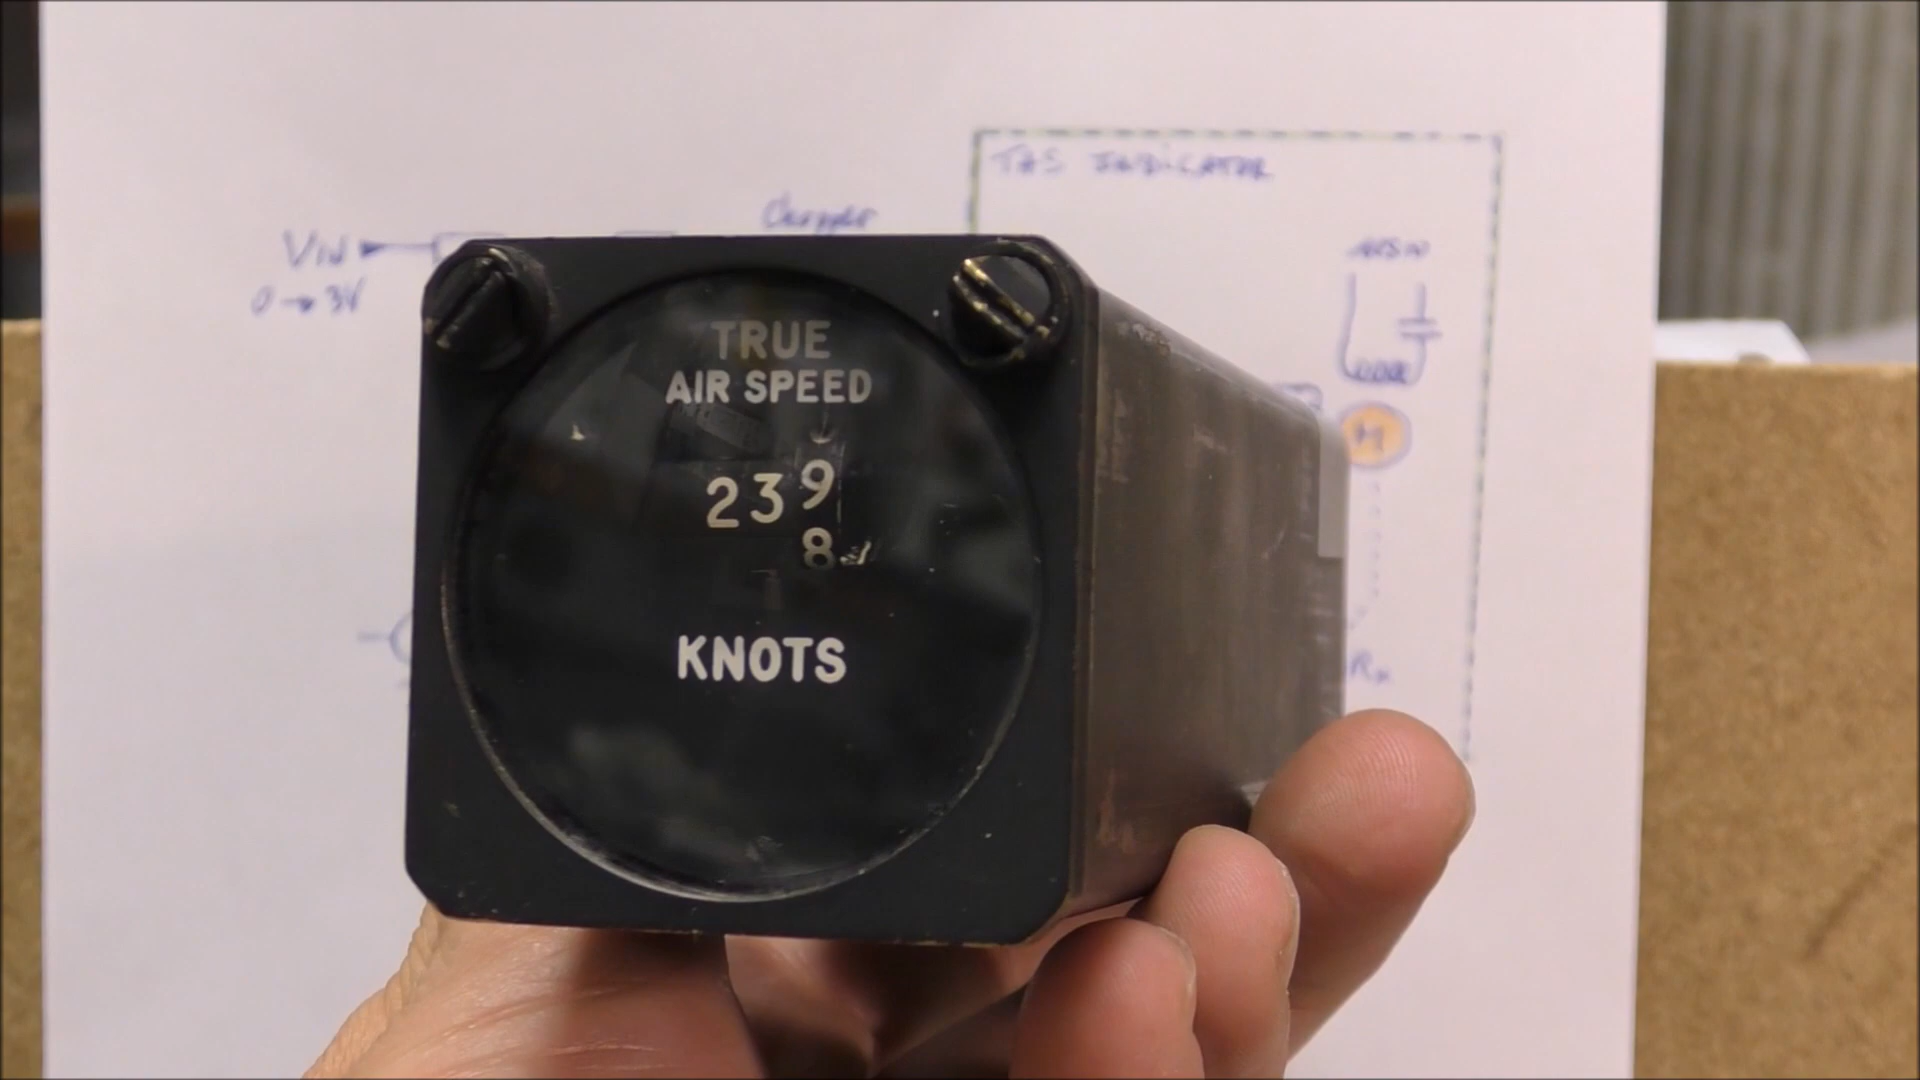 TAS INDICATOR
Chopper
VIN
0 → 3V
TRUE
AIR SPEED
239
8
KNOTS
M